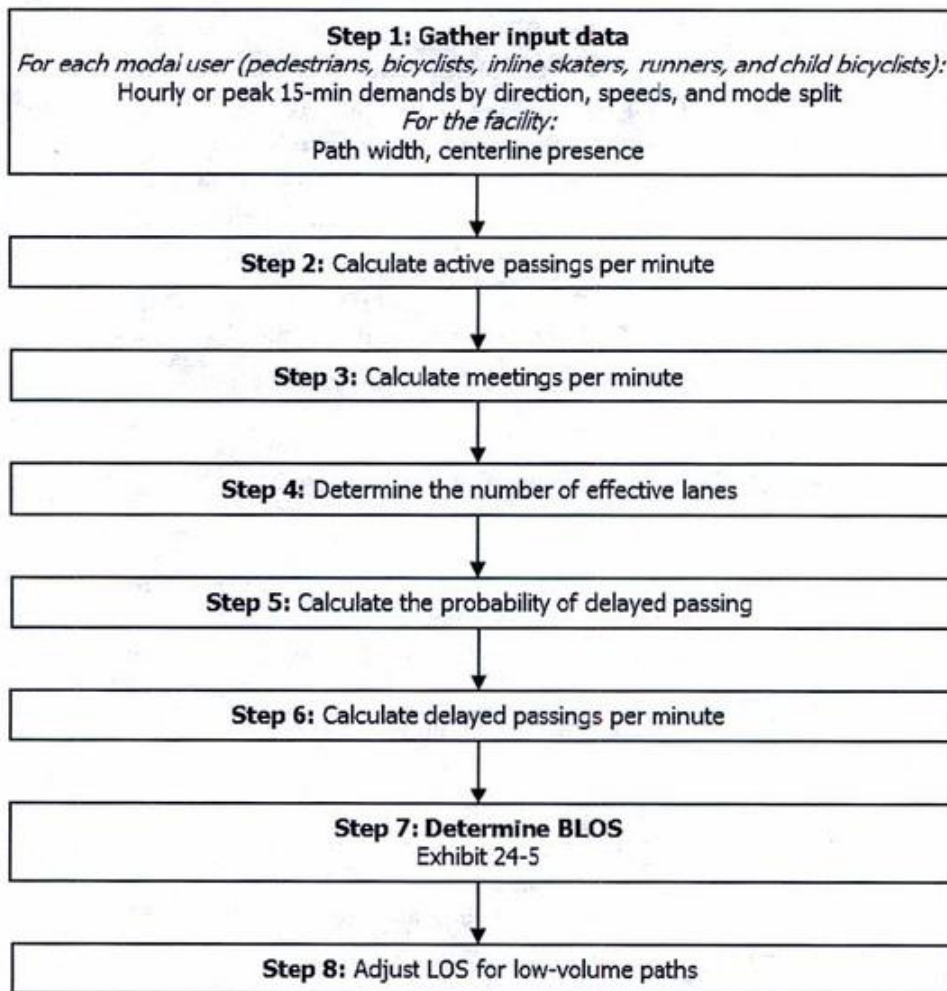 Step 1: Gather input data
For each modal user (pedestrians, bicyclists, inline skaters, runners, and child bicyclists):
Hourly or peak 15-min demands by direction, speeds, and mode split
For the facility:
Path width, centerline presence
Step 2: Calculate active passings per minute
Step 3: Calculate meetings per minute
Step 4: Determine the number of effective lanes
Step 5: Calculate the probability of delayed passing
Step 6: Calculate delayed passings per minute
Step 7: Determine BLOS
Exhibit 24-5
Step 8: Adjust LOS for low-volume paths